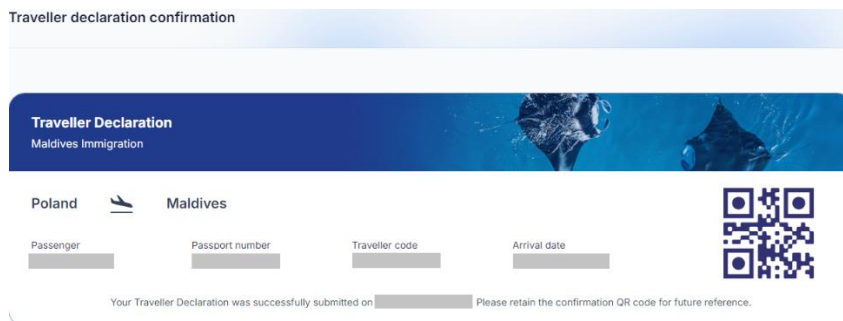 Traveller declaration confirmation
Traveller Declaration
Maldives Immigration
Poland Maldives
Passenger Passport number Traveller code Arrival date
Your Traveller Declaration was successfully submitted on Please retain the confirmation QR code for future reference.